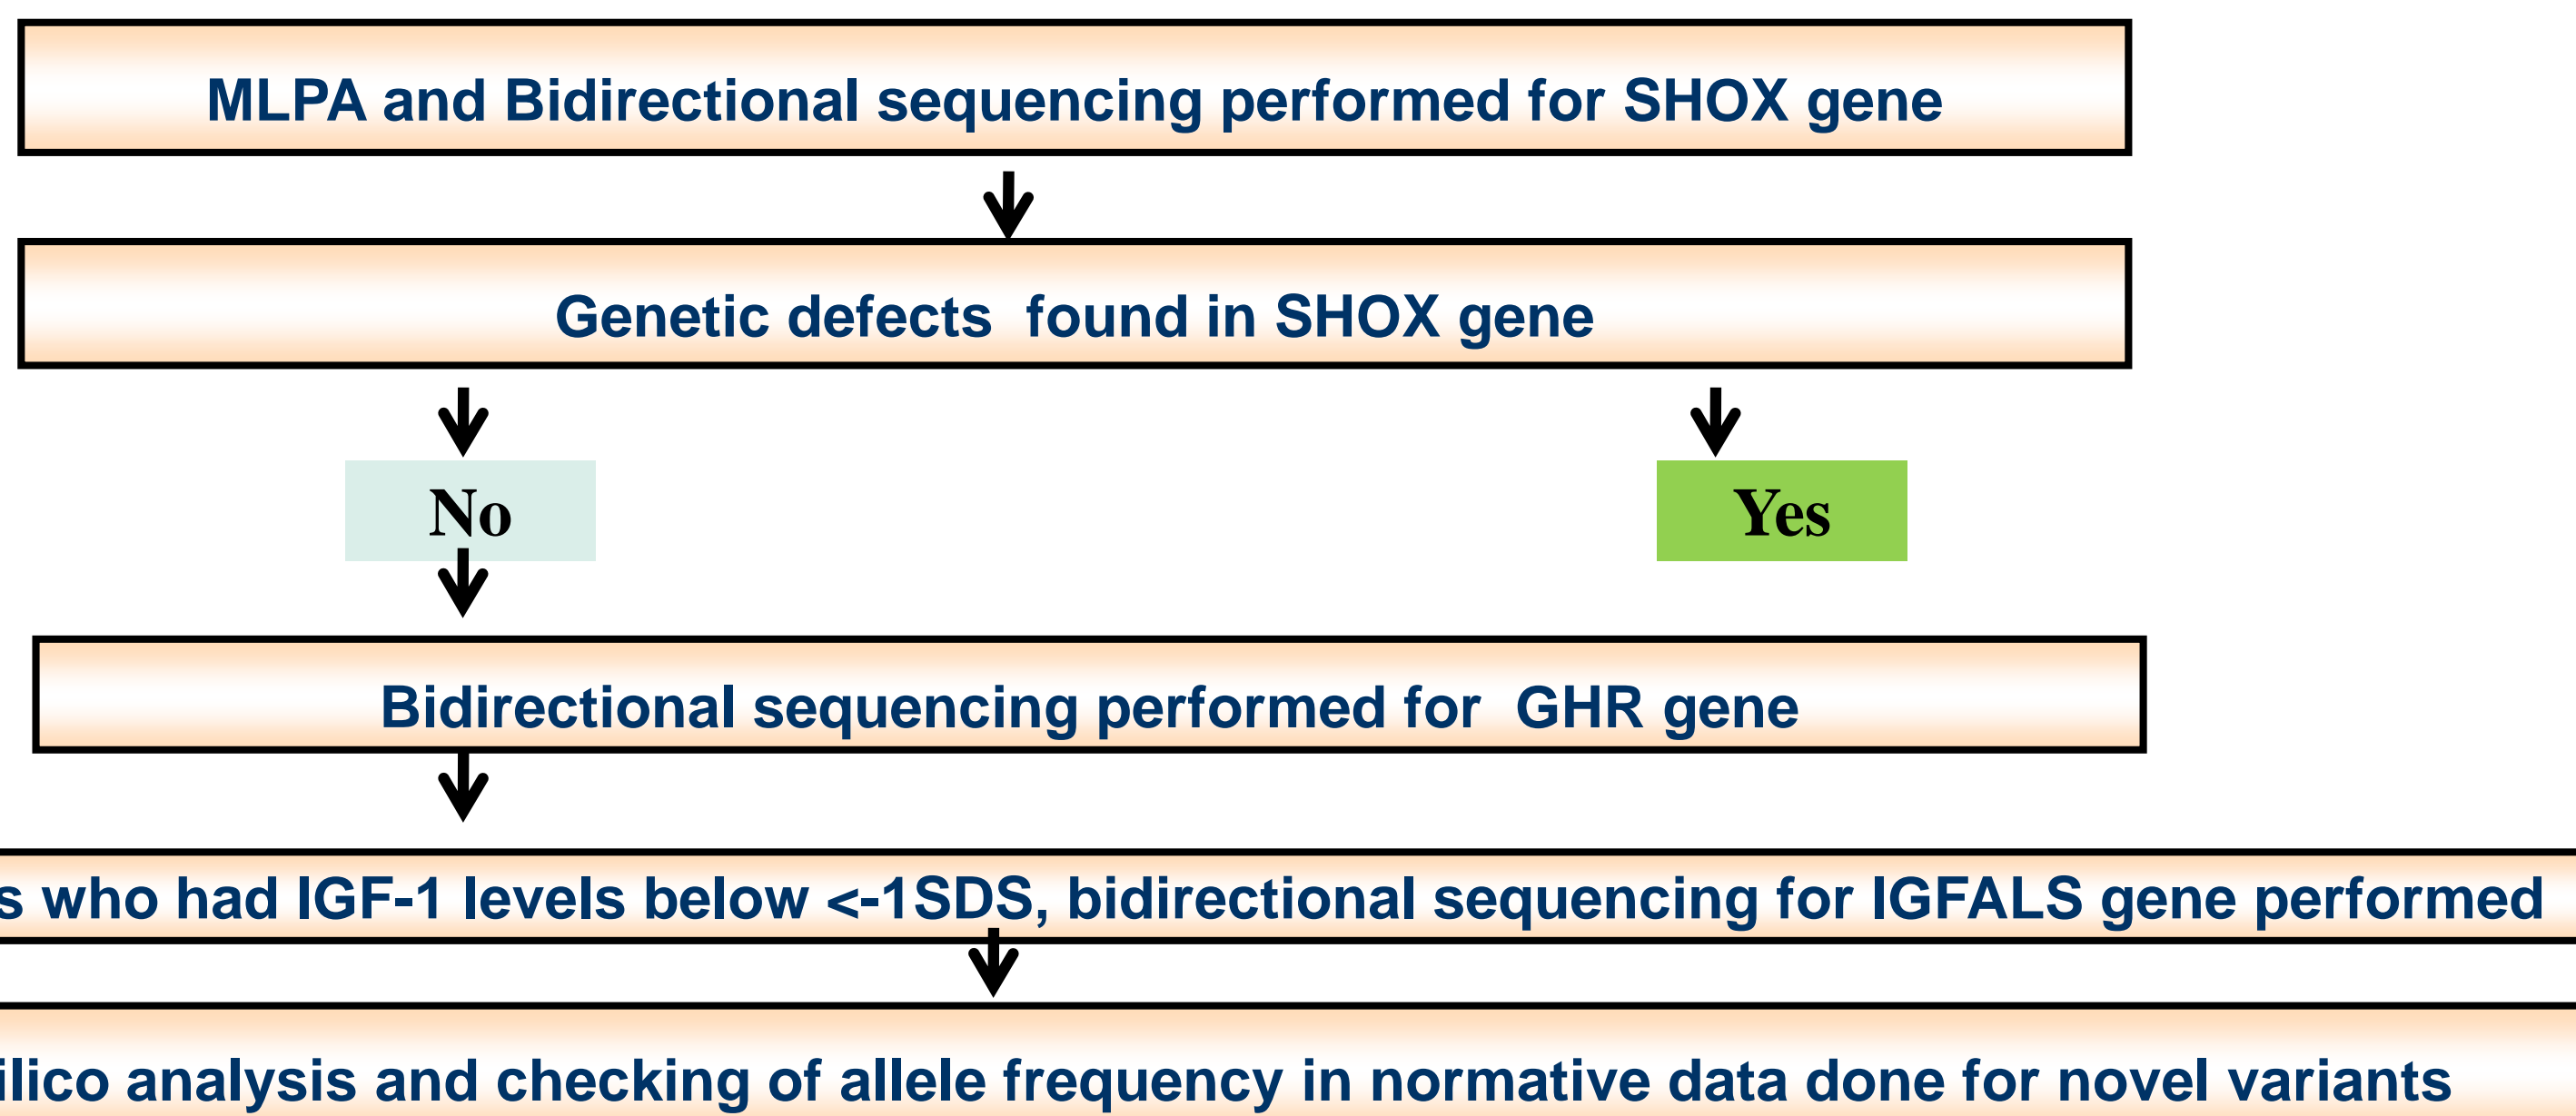 MLPA and Bidirectional sequencing performed for SHOX gene
Genetic defects found in SHOX gene
No
Yes
Bidirectional sequencing performed for GHR gene
who had IGF-1 levels below <-1SDS, bidirectional sequencing for IGFALS gene performed
analysis and checking of allele frequency in normative data done for novel variants